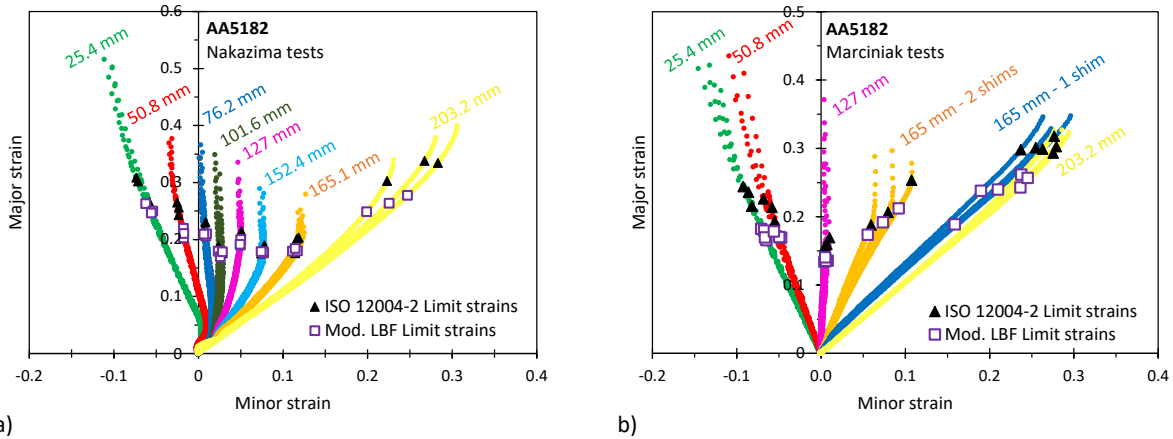 AA5182
Nakazima tests
25.4 mm
50.8 mm
76.2 mm
101.6 mm
127 mm
152.4 mm
165.1 mm
203.2 mm
0.6
0.5
0.4
0.3
0.2
0.1
0
Major strain
ISO 12004-2 Limit strains
Mod. LBF Limit strains
-0.2
-0.1
0
0.1
0.2
0.3
0.4
Minor strain
a)
AA5182
Marciniak tests
25.4 mm
50.8 mm
127 mm
165 mm - 2 shims
165 mm - 1 shim
203.2 mm
0.5
0.4
0.3
0.2
0.1
0
Major strain
ISO 12004-2 Limit strains
Mod. LBF Limit strains
-0.2
-0.1
0.0
0.1
0.2
0.3
0.4
Minor strain
b)